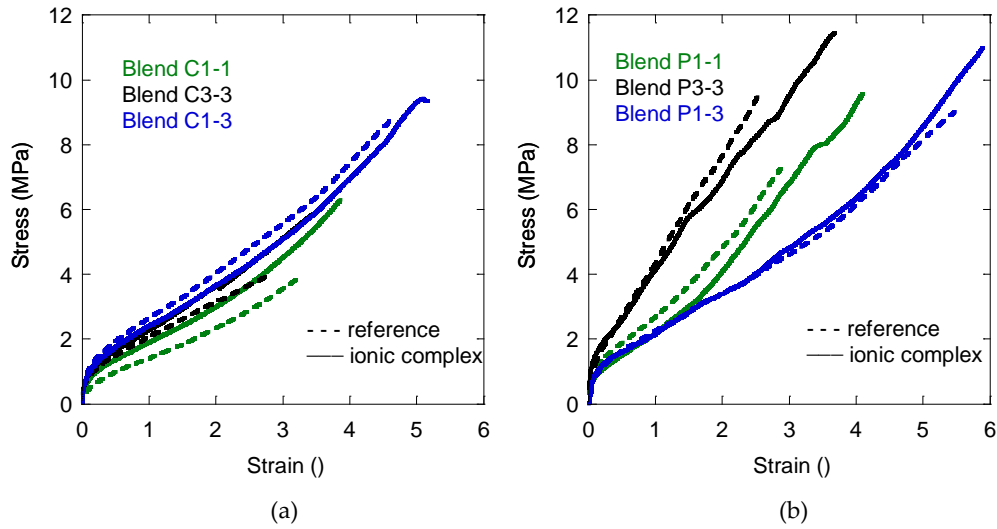 12
10
8
6
4
2
0
Stress (MPa)
Blend C1-1
Blend C3-3
Blend C1-3
reference
ionic complex
0 1 2 3 4 5 6
Strain ()
(a)
12
10
8
6
4
2
0
Stress (MPa)
Blend P1-1
Blend P3-3
Blend P1-3
reference
ionic complex
0 1 2 3 4 5 6
Strain ()
(b)